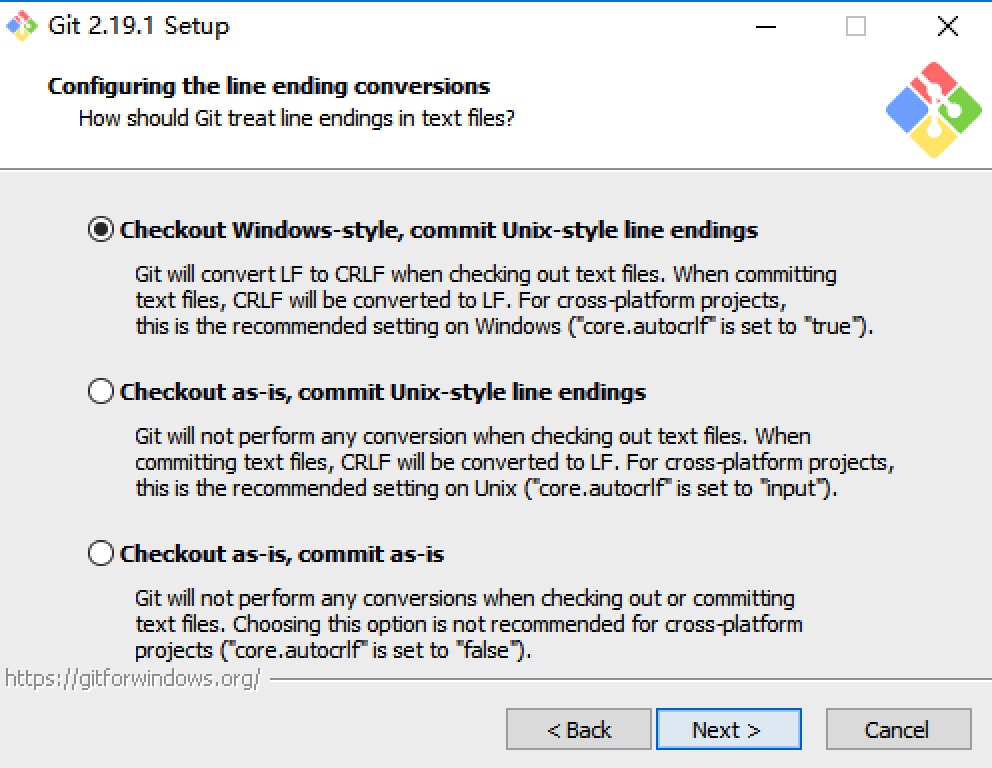 Git 2.19.1 Setup
Configuring the line ending conversions
How should Git treat line endings in text files?
Checkout Windows-style, commit Unix-style line endings
Git will convert LF to CRLF when checking out text files. When committing
text files, CRLF will be converted to LF. For cross-platform projects,
this is the recommended setting on Windows ("core.autocrlf" is set to "true").
Checkout as-is, commit Unix-style line endings
Git will not perform any conversion when checking out text files. When
committing text files, CRLF will be converted to LF. For cross-platform projects,
this is the recommended setting on Unix ("core.autocrlf" is set to "input").
Checkout as-is, commit as-is
Git will not perform any conversions when checking out or committing
text files. Choosing this option is not recommended for cross-platform
projects ("core.autocrlf" is set to "false").
https://gitforwindows.org/
< Back
Next >
Cancel